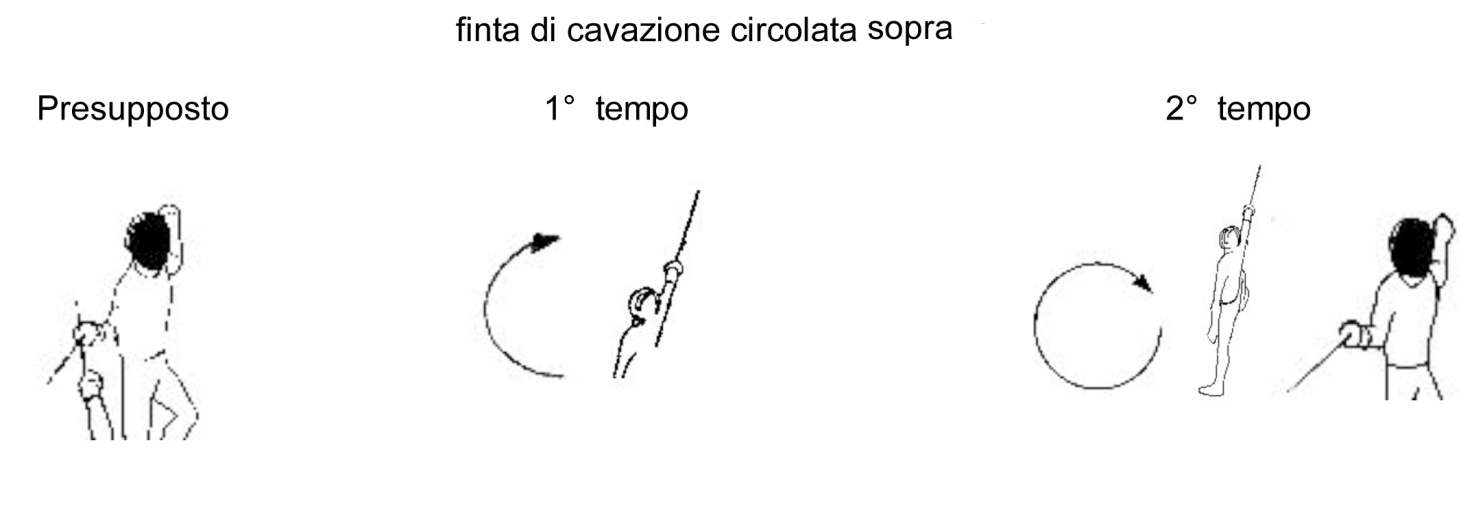 finta di cavazione circolata sopra
Presupposto
1° tempo
2° tempo